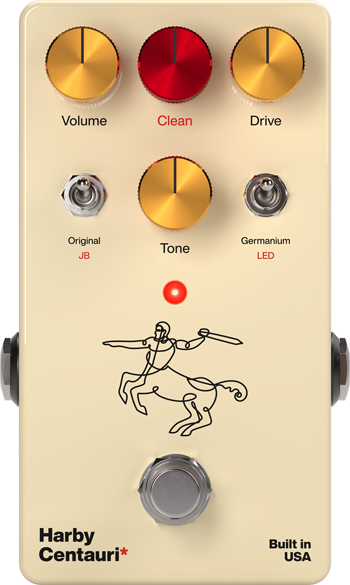 Volume Clean Drive
Tone
Original Germanium
JB LED
Harby
Centauri*
Built in
USA